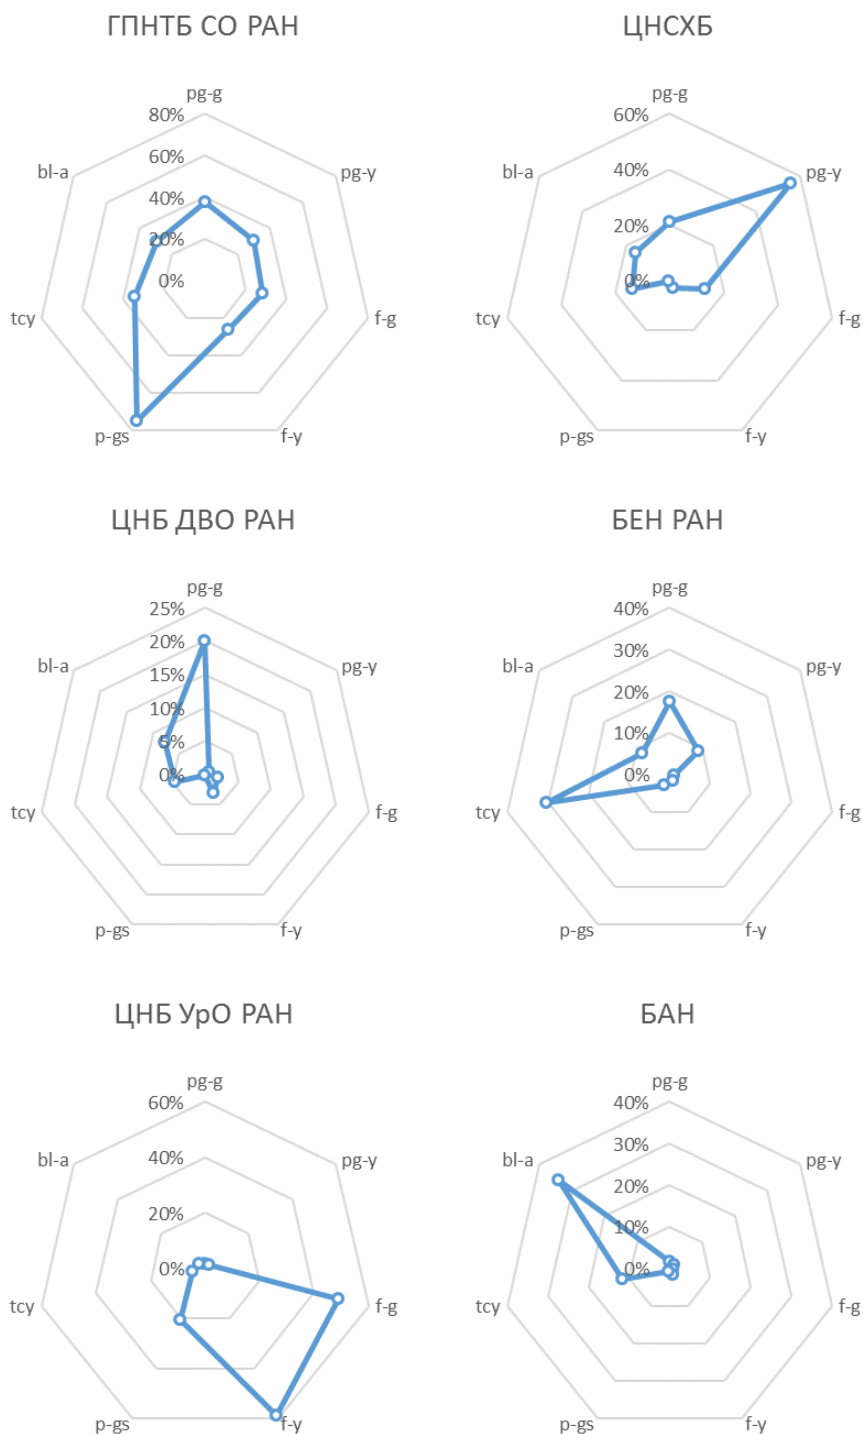 ГПНТБ СО РАН
pg-g
80%
60%
40%
20%
0%
pg-y
f-g
f-y
p-gs
tcy
bl-a
ЦНСХБ
pg-g
60%
40%
20%
0%
pg-y
f-g
f-y
p-gs
tcy
bl-a
ЦНБ ДВО РАН
pg-g
25%
20%
15%
10%
5%
0%
pg-y
f-g
f-y
p-gs
tcy
bl-a
БЕН РАН
pg-g
40%
30%
20%
10%
0%
pg-y
f-g
f-y
p-gs
tcy
bl-a
ЦНБ УрО РАН
pg-g
60%
40%
20%
0%
pg-y
f-g
f-y
p-gs
tcy
bl-a
БАН
pg-g
40%
30%
20%
10%
0%
pg-y
f-g
f-y
p-gs
tcy
bl-a